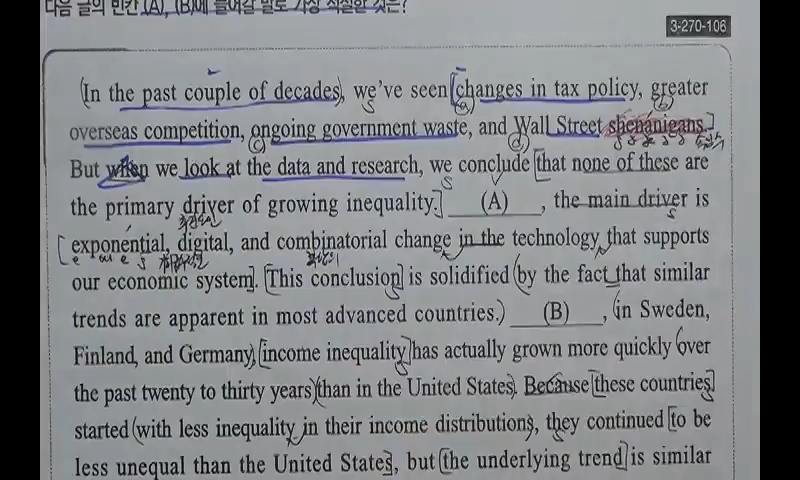 다음 글의 빈칸 (A), (B)에 들어갈 말로 가장 적절한 것은?
3-270-106
In the past couple of decades, we've seen changes in tax policy, greater
overseas competition, ongoing government waste, and Wall Street shenanigans.
But when we look at the data and research, we conclude that none of these are
the primary driver of growing inequality. (A) , the main driver is
exponential, digital, and combinatorial change in the technology that supports
our economic system. This conclusion is solidified by the fact that similar
trends are apparent in most advanced countries. (B) , in Sweden,
Finland, and Germany, income inequality has actually grown more quickly over
the past twenty to thirty years than in the United States. Because these countries
started with less inequality in their income distributions, they continued to be
less unequal than the United States, but the underlying trend is similar